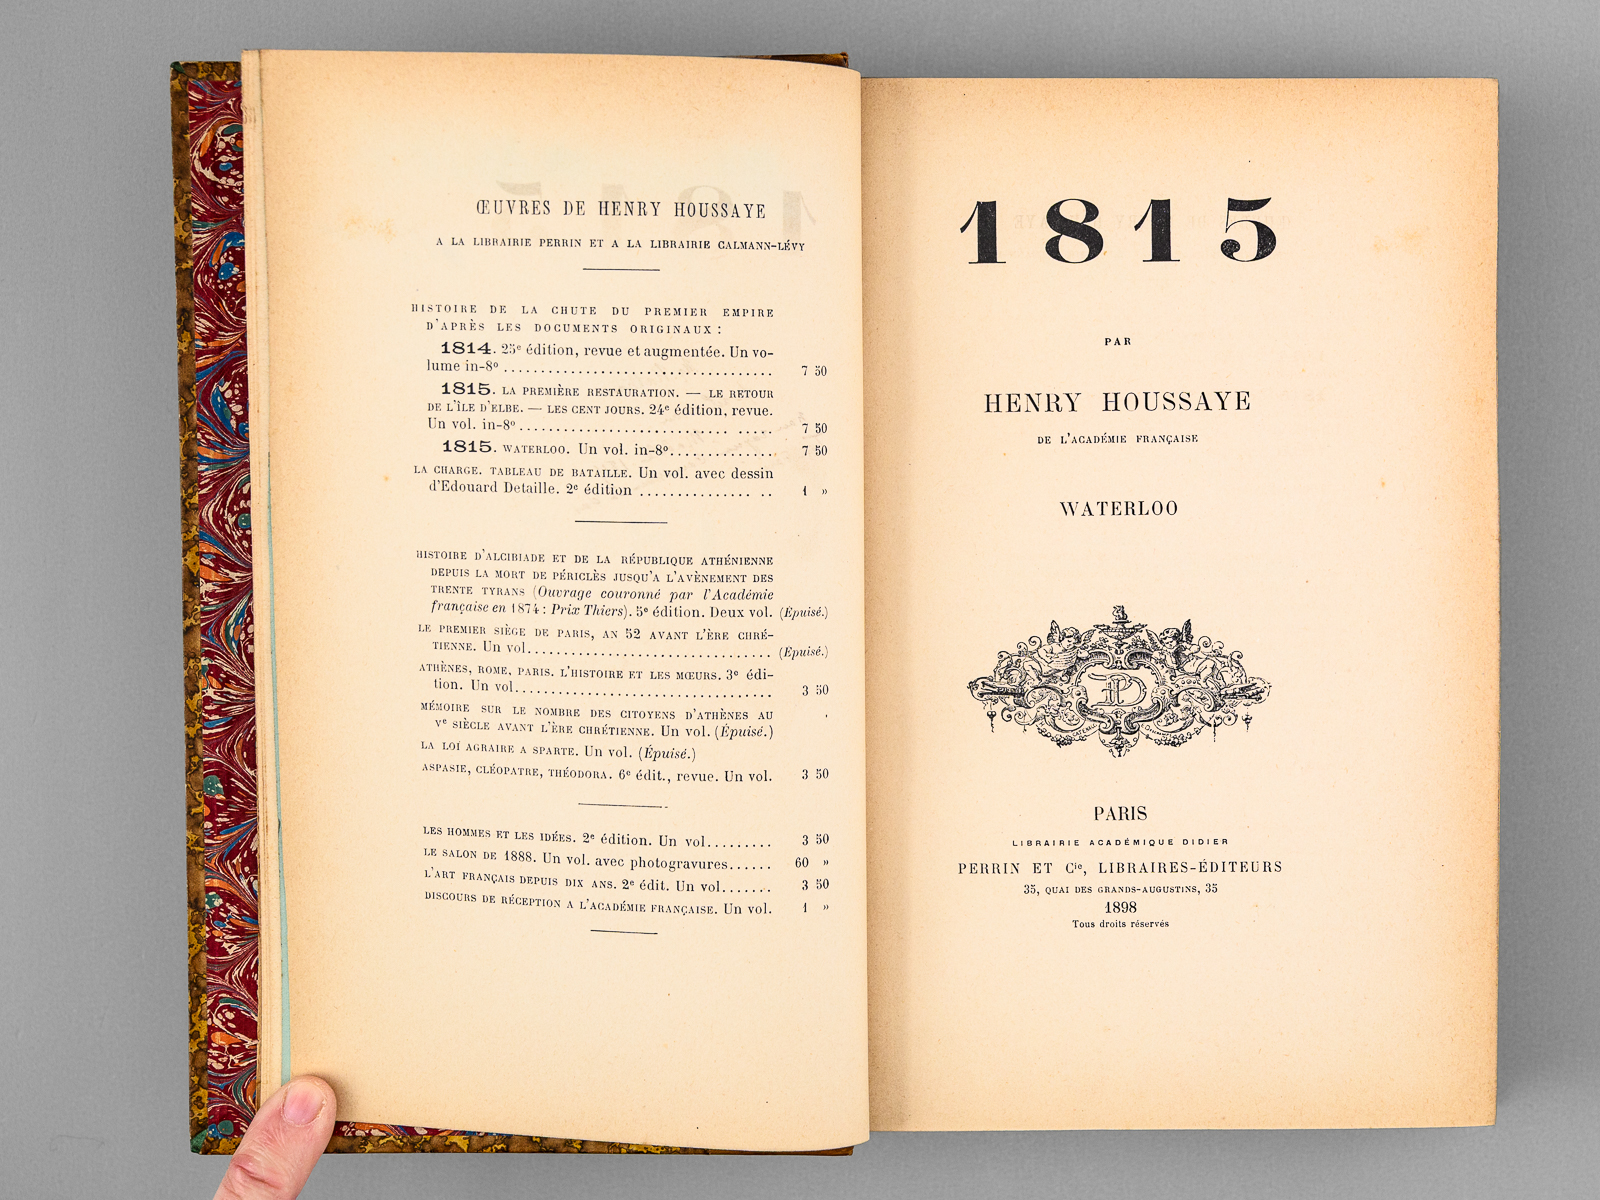 ŒUVRES DE HENRY HOUSSAYE
A LA LIBRAIRIE PERRIN ET A LA LIBRAIRIE CALMANN-LÉVY
HISTOIRE DE LA CHUTE DU PREMIER EMPIRE
D'APRÈS LES DOCUMENTS ORIGINAUX :
1814. 25e édition, revue et augmentée. Un vo-
lume in-8o .................................. 7 50
1815. LA PREMIÈRE RESTAURATION. — LE RETOUR
DE L'ÎLE D'ELBE. — LES CENT JOURS. 24e édition, revue.
Un vol. in-8o ........................... ..... 7 50
1815. WATERLOO. Un vol. in-8o ............. 7 50
LA CHARGE. TABLEAU DE BATAILLE. Un vol. avec dessin
d'Edouard Detaille. 2e édition .............. .. 1 »
HISTOIRE D'ALCIBIADE ET DE LA RÉPUBLIQUE ATHÉNIENNE
DEPUIS LA MORT DE PÉRICLÈS JUSQU'A L'AVÈNEMENT DES
TRENTE TYRANS (Ouvrage couronné par l'Académie
française en 1874 : Prix Thiers). 5e édition. Deux vol. (Épuisé.)
LE PREMIER SIÈGE DE PARIS, AN 52 AVANT L'ÈRE CHRÉ-
TIENNE. Un vol. .............................. (Épuisé.)
ATHÈNES, ROME, PARIS. L'HISTOIRE ET LES MŒURS. 3e édi-
tion. Un vol. ................................ 3 50
MÉMOIRE SUR LE NOMBRE DES CITOYENS D'ATHÈNES AU
Ve SIÈCLE AVANT L'ÈRE CHRÉTIENNE. Un vol. (Épuisé.)
LA LOI AGRAIRE A SPARTE. Un vol. (Épuisé.)
ASPASIE, CLÉOPATRE, THÉODORA. 6e édit., revue. Un vol. 3 50
LES HOMMES ET LES IDÉES. 2e édition. Un vol. ........ 3 50
LE SALON DE 1888. Un vol. avec photogravures ...... 60 »
L'ART FRANÇAIS DEPUIS DIX ANS. 2e édit. Un vol. ...... 3 50
DISCOURS DE RÉCEPTION A L'ACADÉMIE FRANÇAISE. Un vol. 1 »
1815
PAR
HENRY HOUSSAYE
DE L'ACADÉMIE FRANÇAISE
WATERLOO
PARIS
LIBRAIRIE ACADÉMIQUE DIDIER
PERRIN ET Cie, LIBRAIRES-ÉDITEURS
35, QUAI DES GRANDS-AUGUSTINS, 35
1898
Tous droits réservés